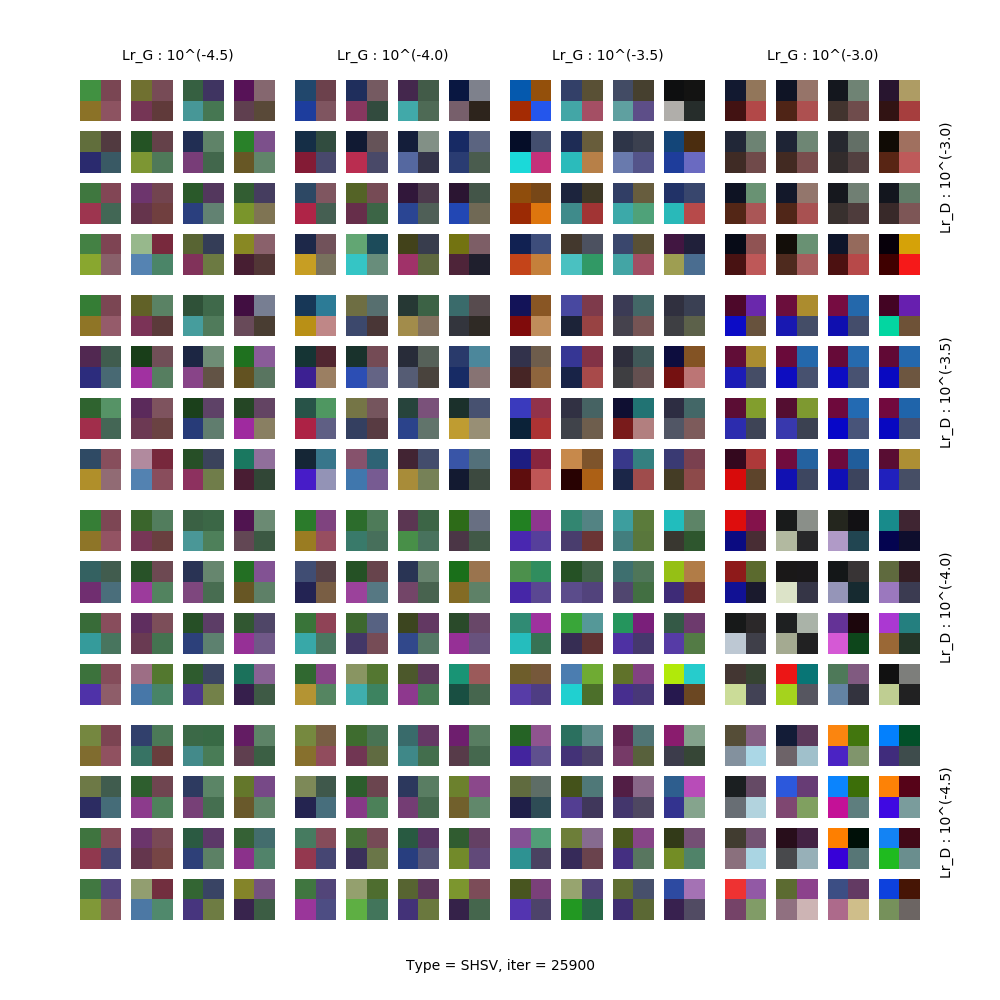 Lr_G : 10^(-4.5)
Lr_G : 10^(-4.0)
Lr_G : 10^(-3.5)
Lr_G : 10^(-3.0)
Lr_D : 10^(-3.0)
Lr_D : 10^(-3.5)
Lr_D : 10^(-4.0)
Lr_D : 10^(-4.5)
Type = SHSV, iter = 25900